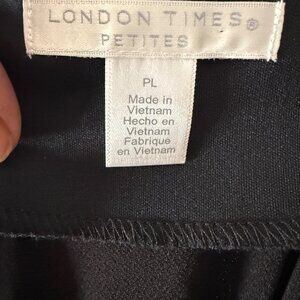 LONDON TIMES®
PETITES
PL
Made in
Vietnam
Hecho en
Vietnam
Fabrique
en Vietnam